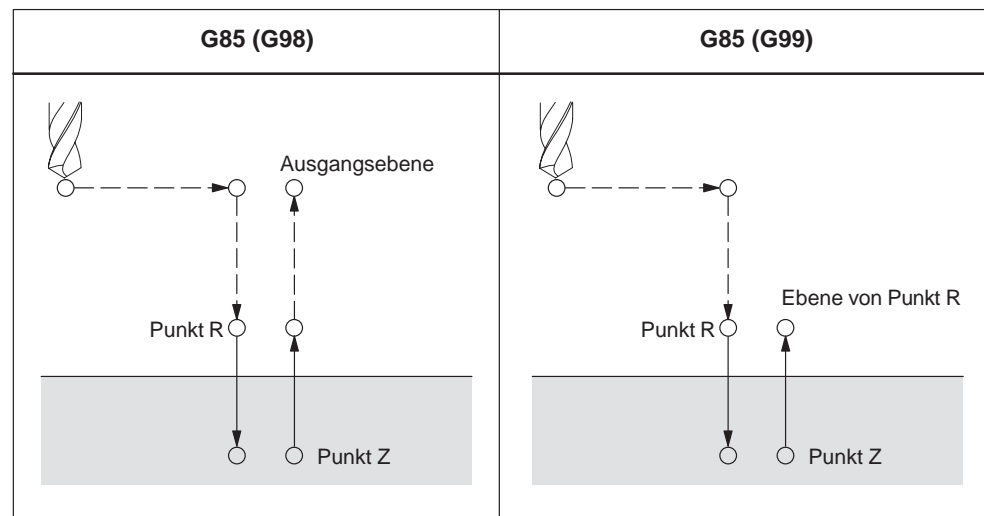 G85 (G98)
G85 (G99)
Ausgangsebene
Punkt R
Punkt Z
Ebene von Punkt R
Punkt R
Punkt Z